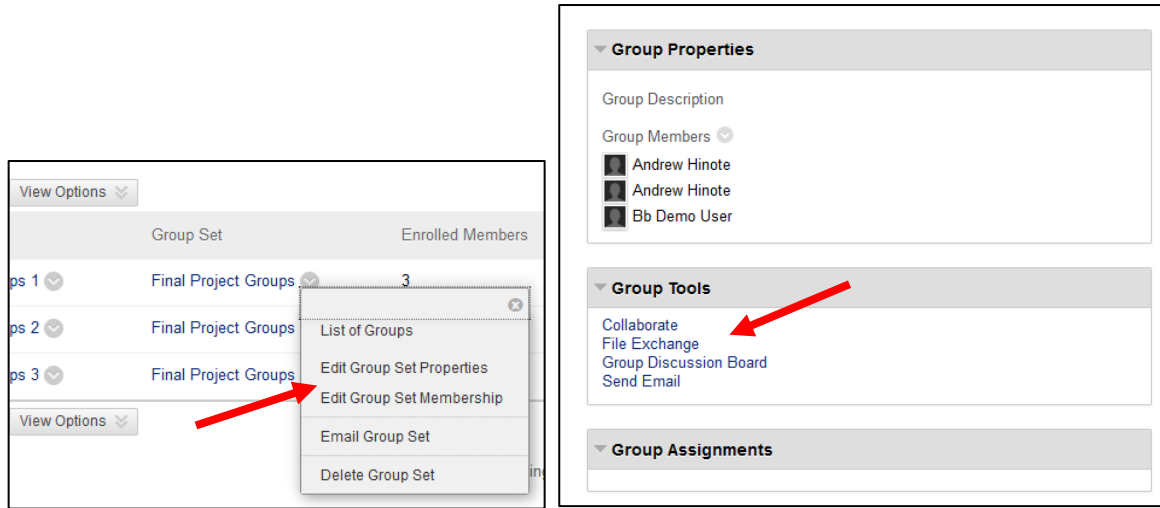 View Options
Group Set Enrolled Members
ps 1 Final Project Groups 3
ps 2 Final Project Groups
ps 3 Final Project Groups
View Options
List of Groups
Edit Group Set Properties
Edit Group Set Membership
Email Group Set
Delete Group Set
Group Properties
Group Description
Group Members
Andrew Hinote
Andrew Hinote
Bb Demo User
Group Tools
Collaborate
File Exchange
Group Discussion Board
Send Email
Group Assignments